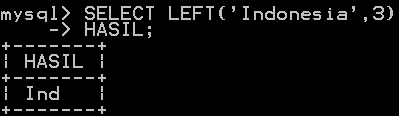 mysql> SELECT LEFT('Indonesia',3)
    -> HASIL;
+-------+
| HASIL |
+-------+
| Ind   |
+-------+